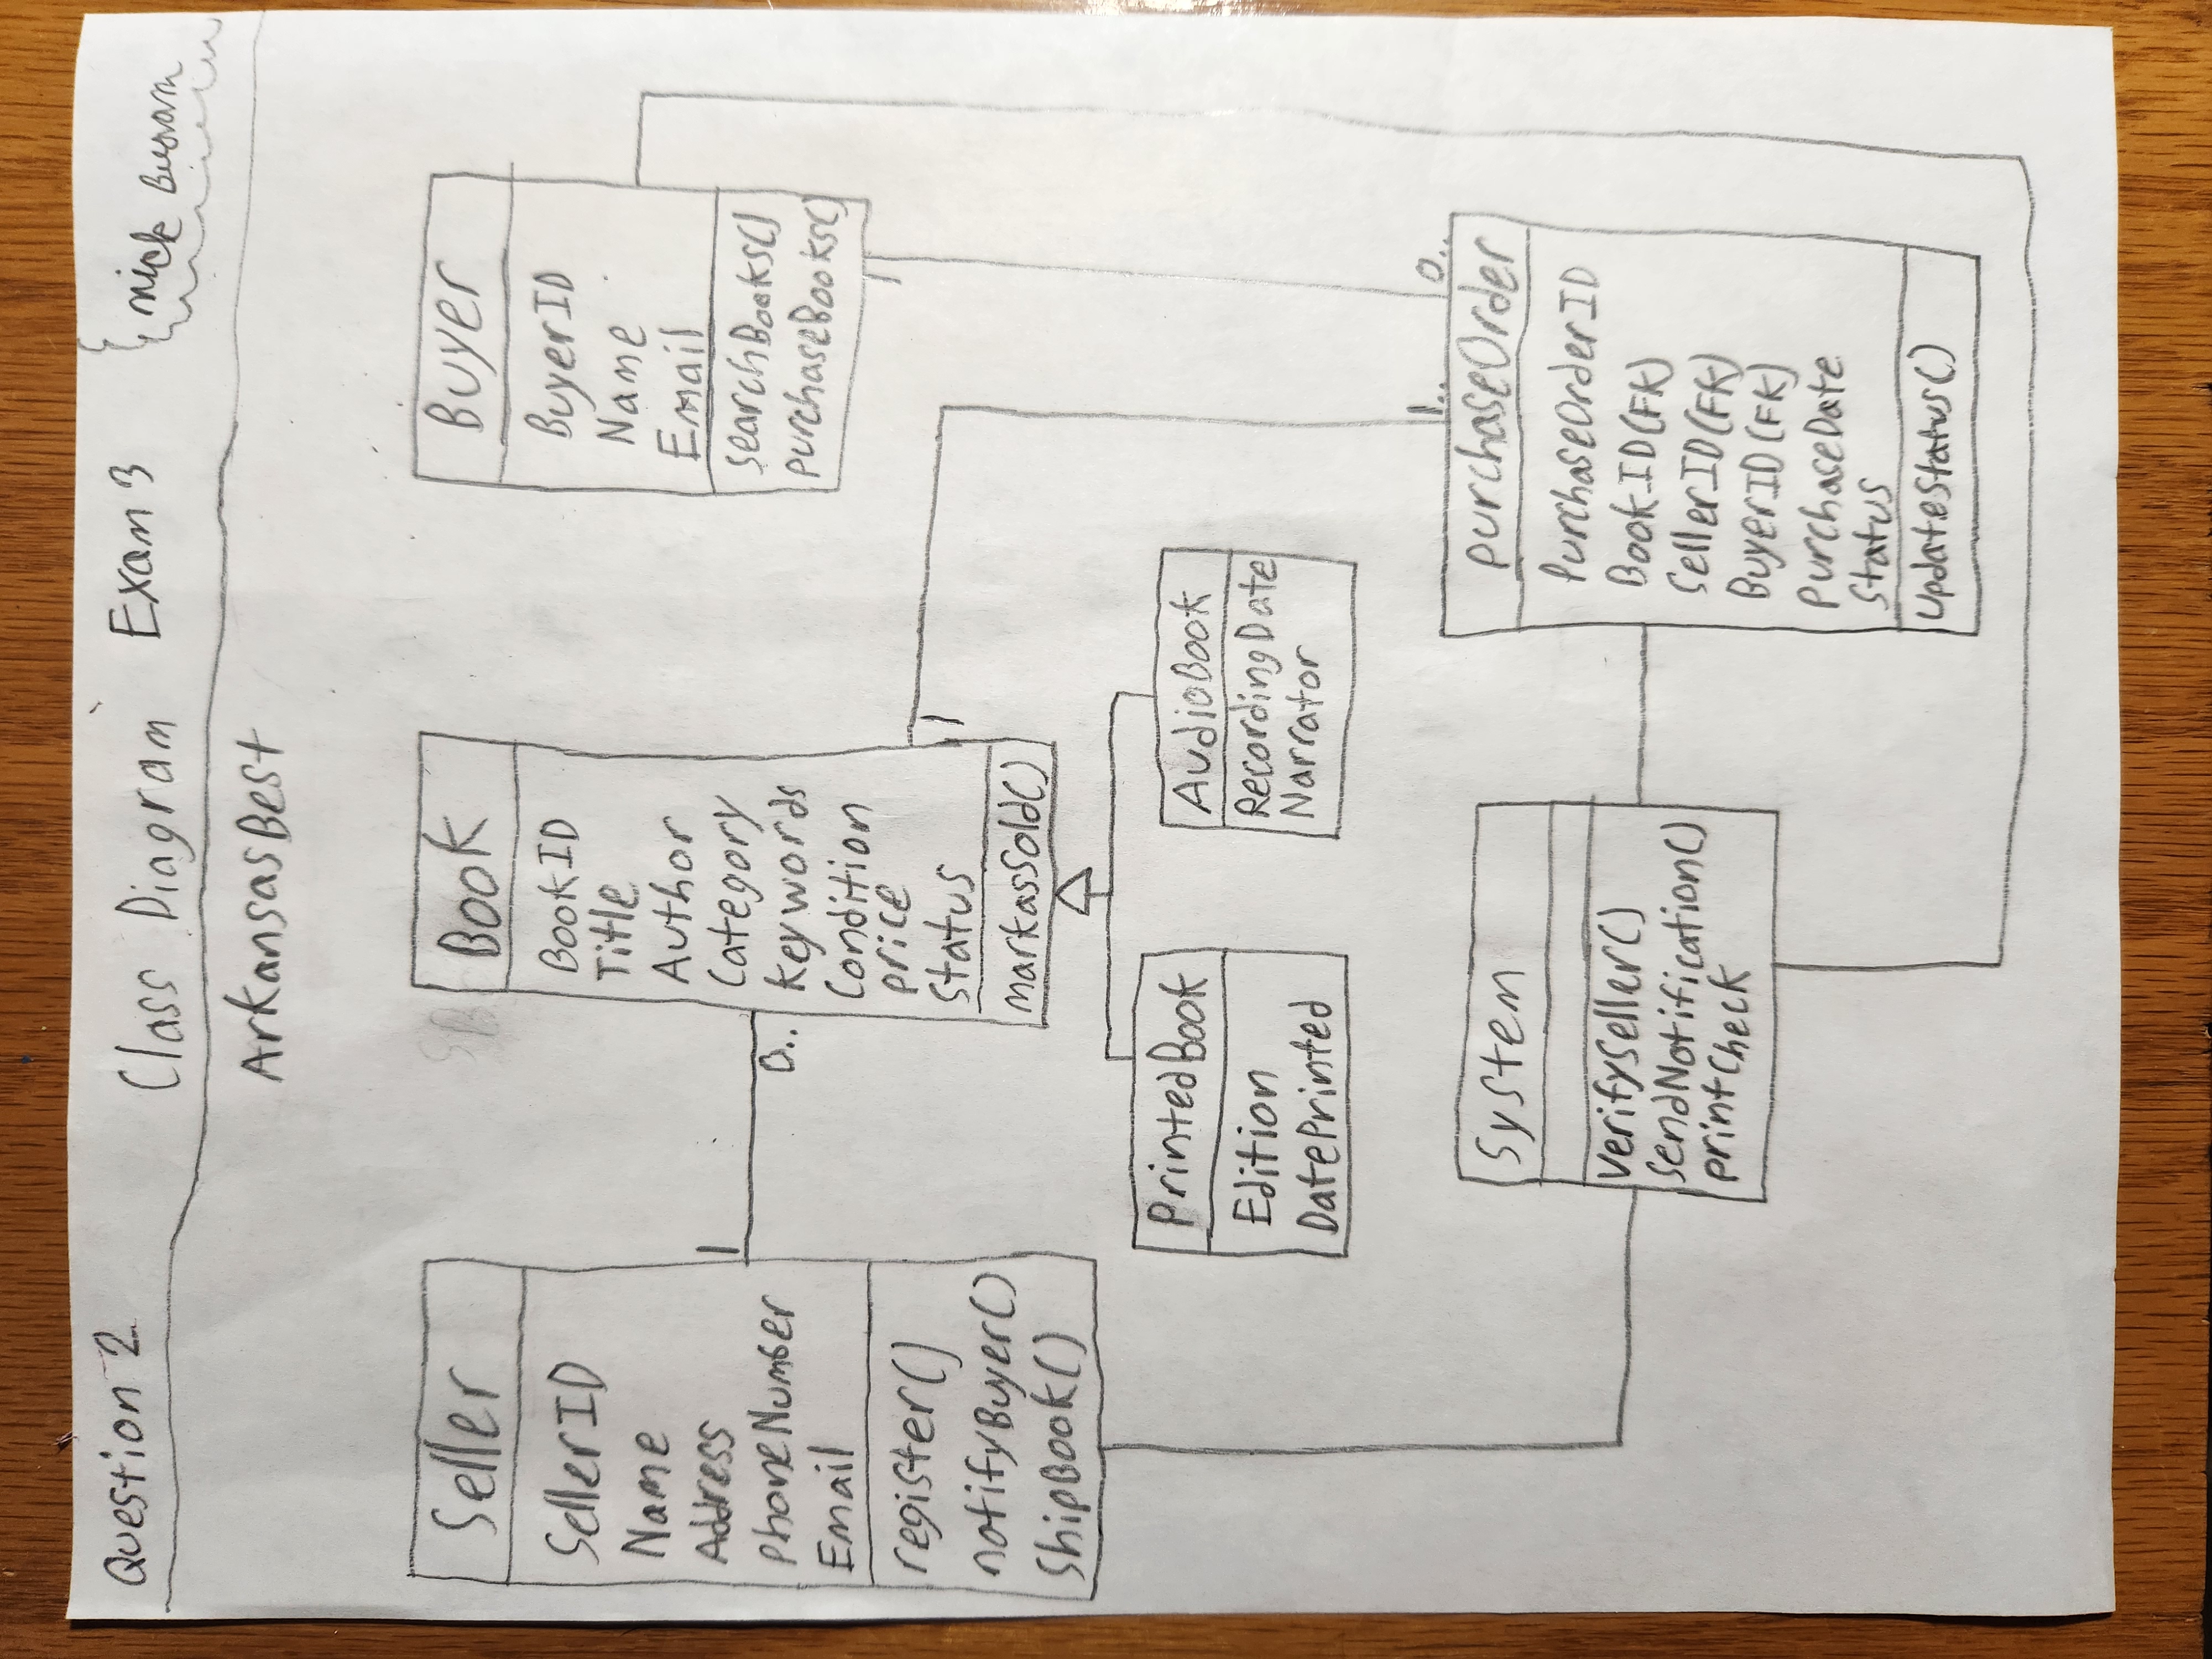 Question 2
Class Diagram
Exam 3
nick
ArkansasBest
Seller
SellerID
Name
Address
phoneNumber
Email
register()
notifyBuyer()
ShipBook()
1
0..
Book
BookID
Title
Author
Category
keywords
Condition
price
Status
markasSold()
1
Buyer
BuyerID
Name
Email
searchBooks()
purchaseBooks()
1
PrintedBook
Edition
DatePrinted
AudioBook
RecordingDate
Narrator
System
verifySeller()
sendNotification()
printCheck
1..
0..
purchaseOrder
PurchaseOrderID
BookID(FK)
SellerID(FK)
BuyerID(FK)
PurchaseDate
Status
updateStatus()